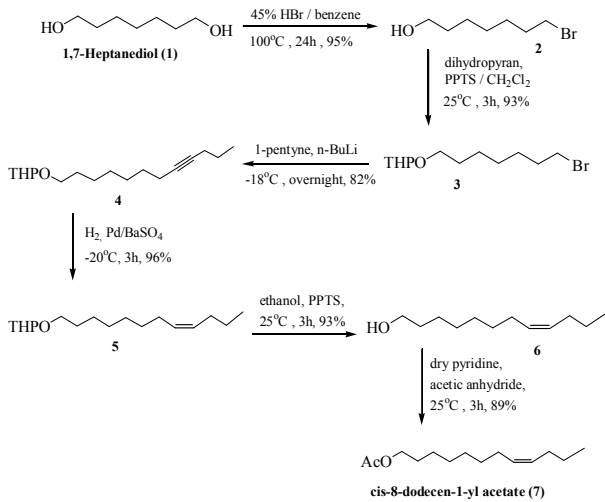 HO
OH
1,7-Heptanediol (1)
45% HBr / benzene
100°C , 24h , 95%
HO
Br
2
dihydropyran,
PPTS / CH2Cl2
25°C , 3h, 93%
THPO
Br
3
1-pentyne, n-BuLi
-18°C , overnight, 82%
THPO
4
H2, Pd/BaSO4
-20°C, 3h, 96%
THPO
5
ethanol, PPTS,
25°C , 3h, 93%
HO
6
dry pyridine,
acetic anhydride,
25°C , 3h, 89%
AcO
cis-8-dodecen-1-yl acetate (7)